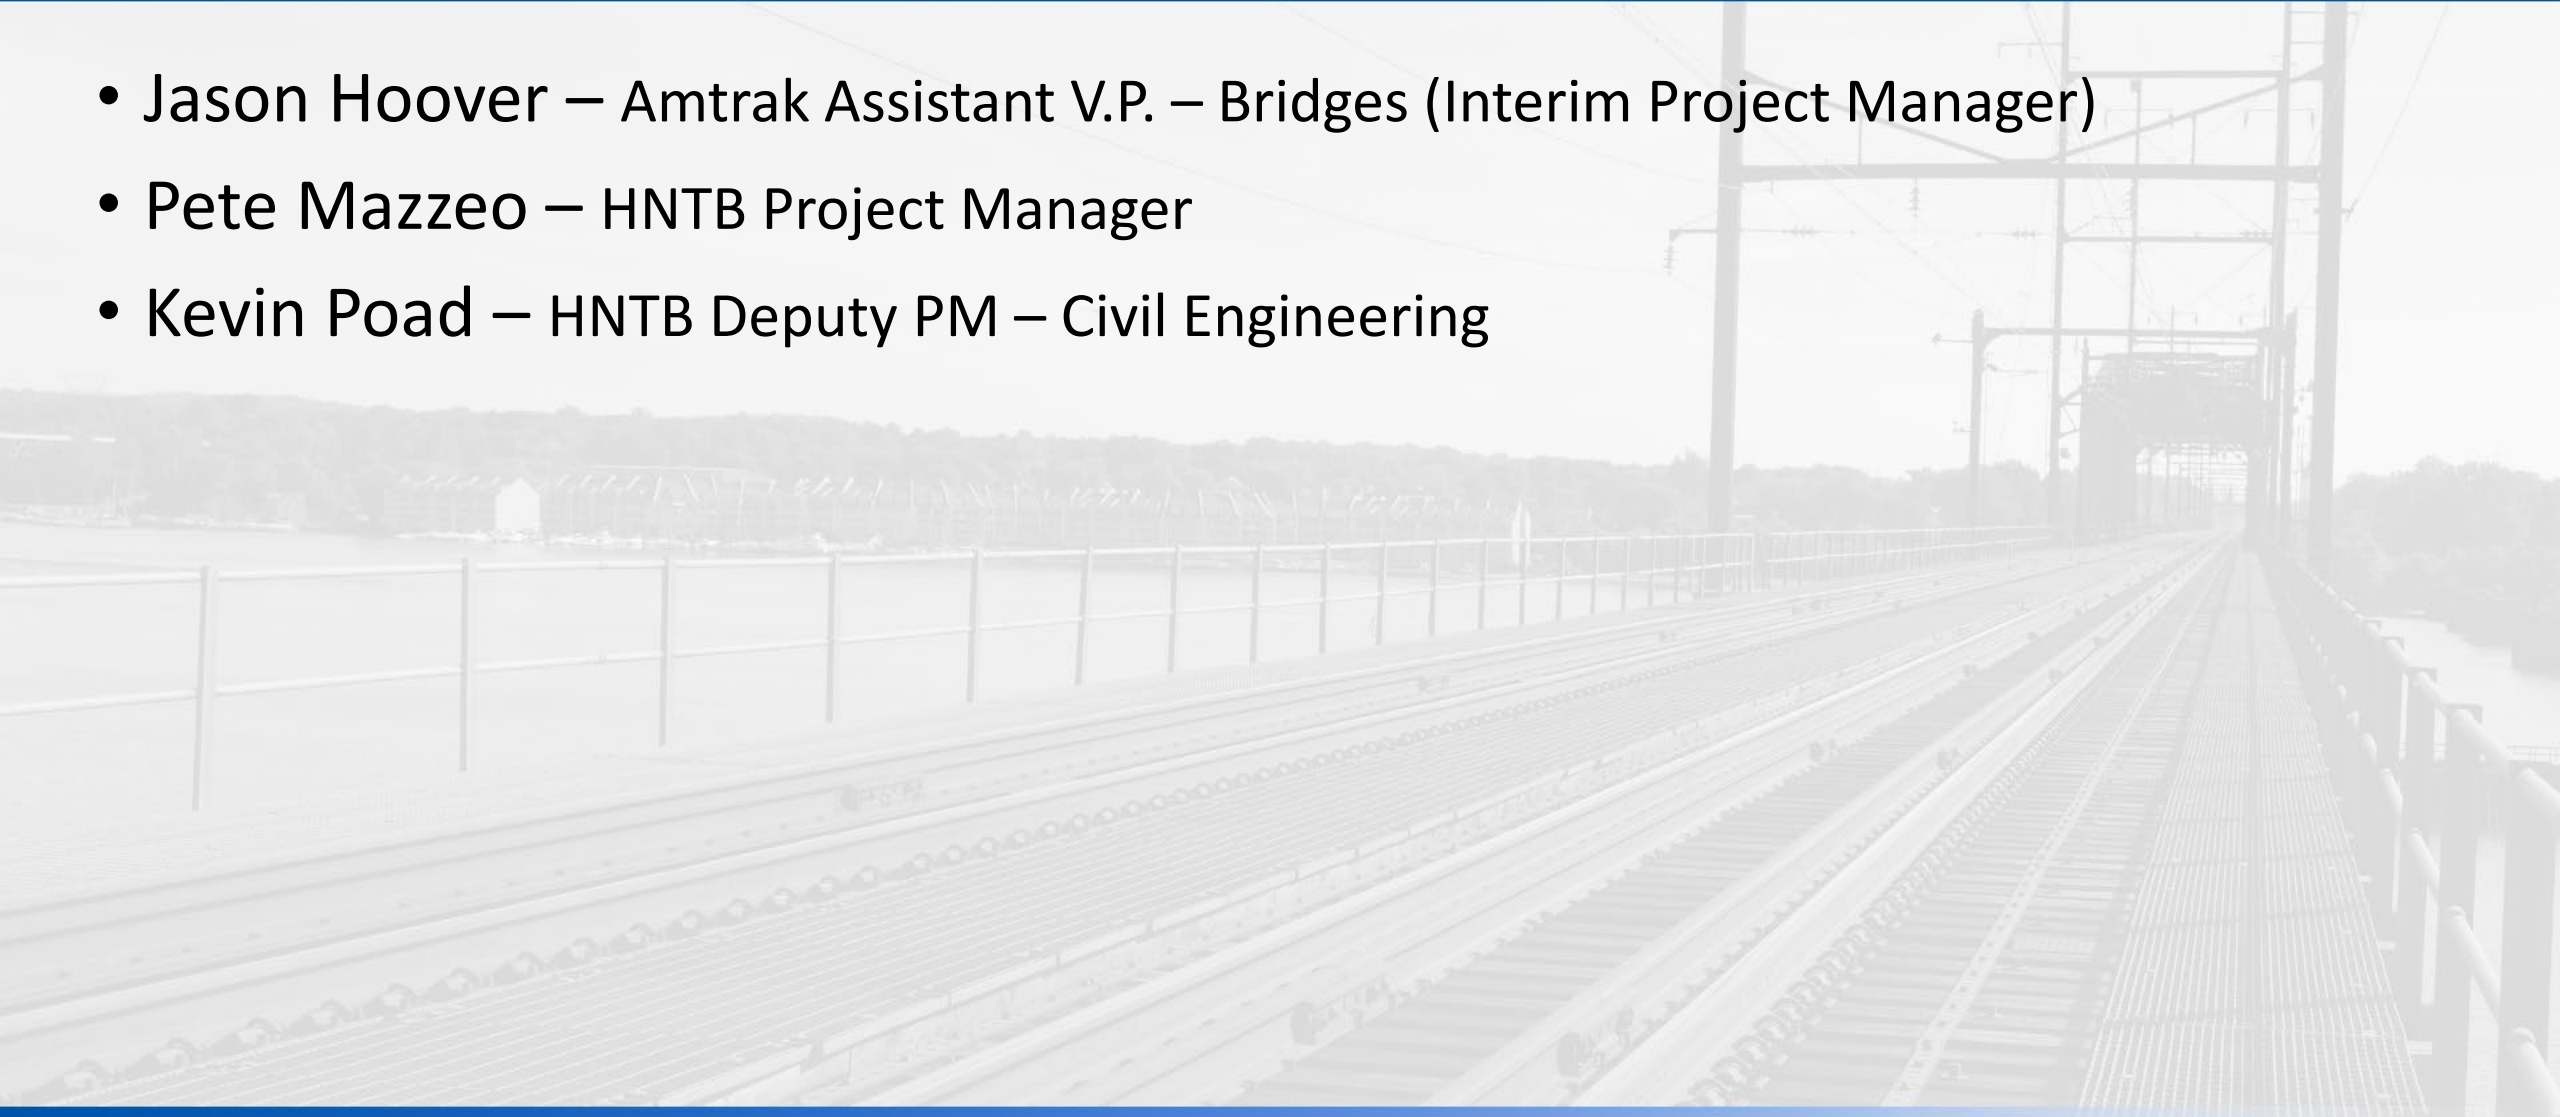 • Jason Hoover – Amtrak Assistant V.P. – Bridges (Interim Project Manager)
• Pete Mazzeo – HNTB Project Manager
• Kevin Poad – HNTB Deputy PM – Civil Engineering